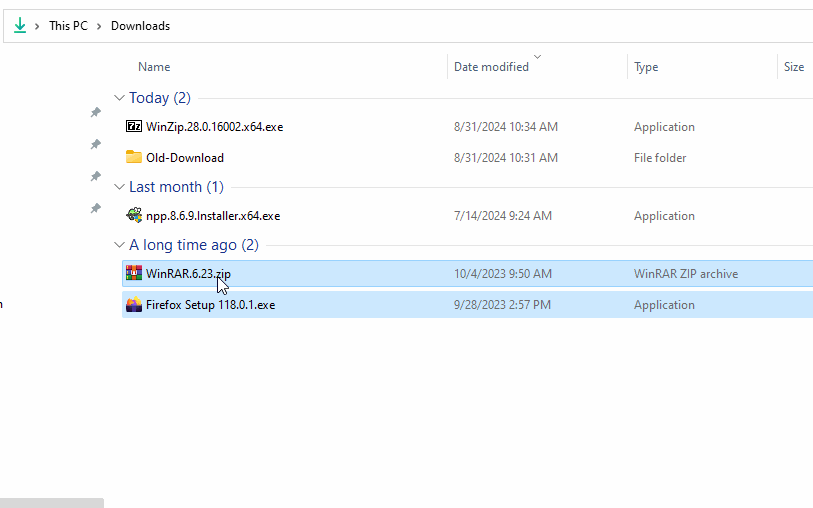 This PC > Downloads
Name Date modified Type Size
Today (2)
WinZip.28.0.16002.x64.exe 8/31/2024 10:34 AM Application
Old-Download 8/31/2024 10:31 AM File folder
Last month (1)
npp.8.6.9.Installer.x64.exe 7/14/2024 9:24 AM Application
A long time ago (2)
WinRAR.6.23.zip 10/4/2023 9:50 AM WinRAR ZIP archive
Firefox Setup 118.0.1.exe 9/28/2023 2:57 PM Application